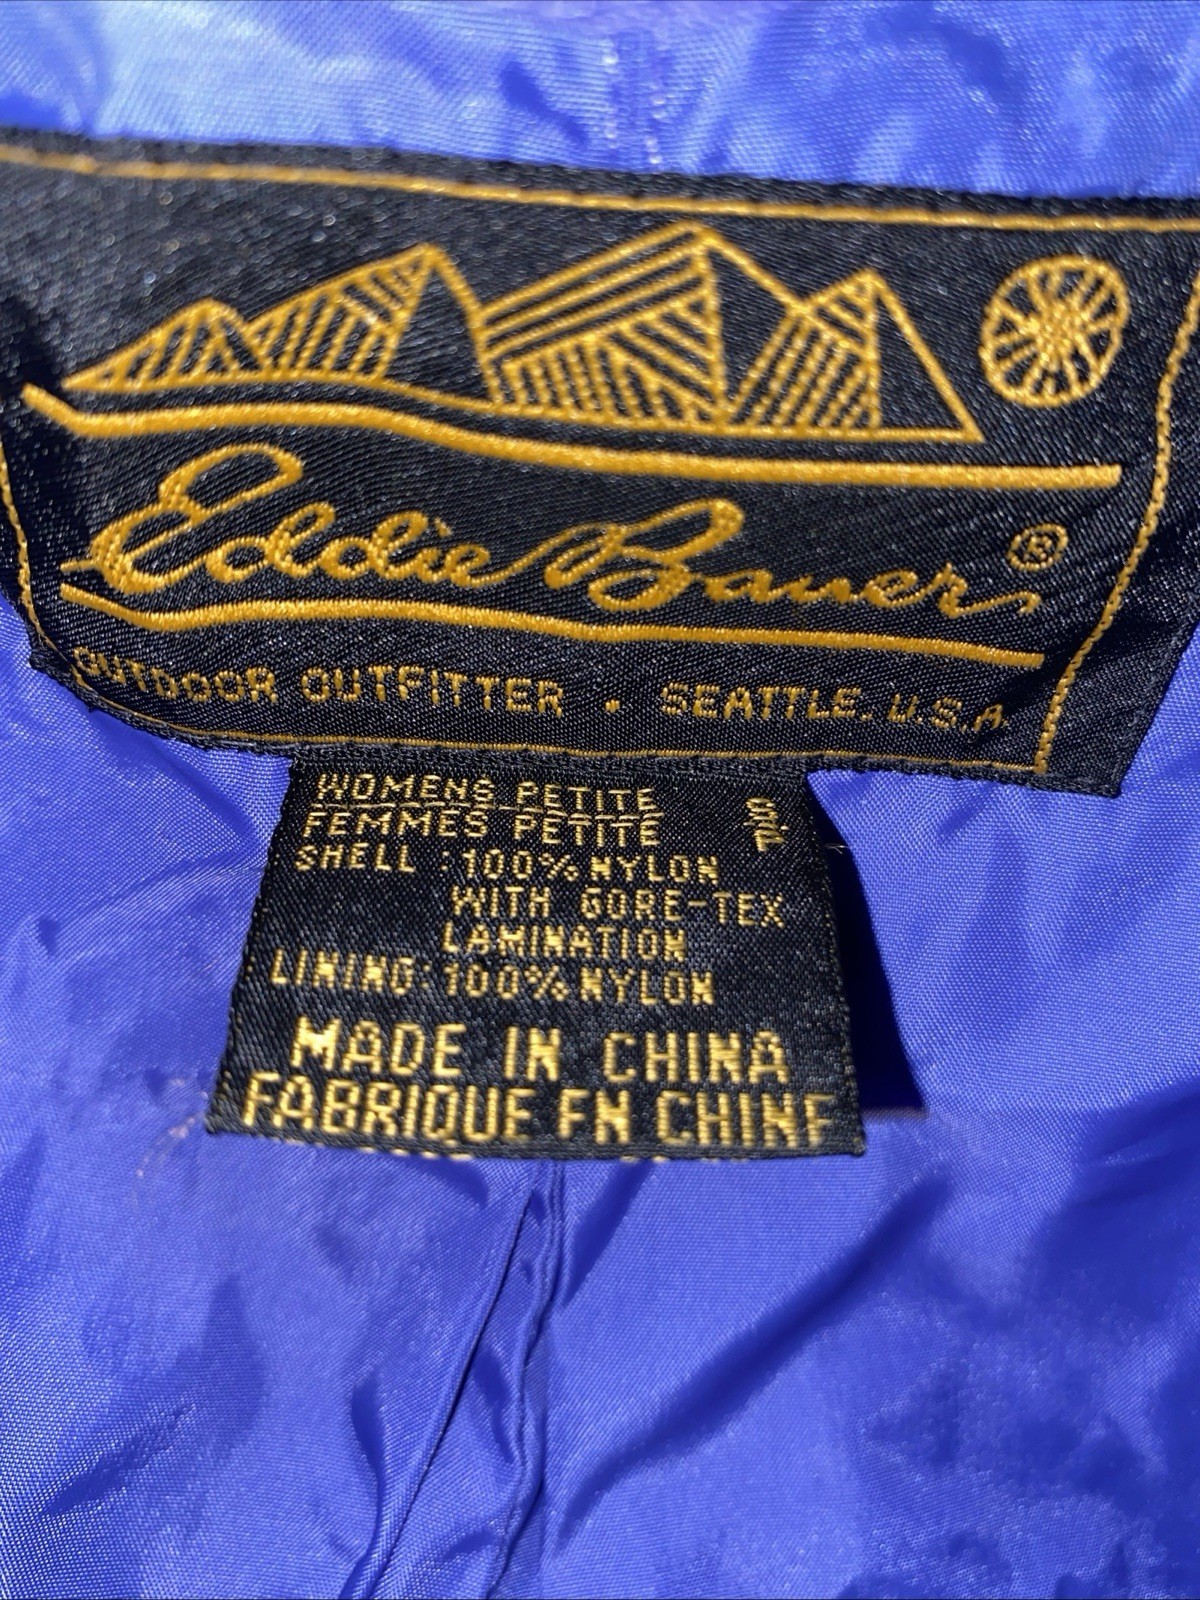 Eddie Bauer ®
OUTDOOR OUTFITTER • SEATTLE, U.S.A.
WOMENS PETITE
FEMMES PETITE
SHELL : 100% NYLON
WITH GORE-TEX
LAMINATION
LINING: 100% NYLON
MADE IN CHINA
FABRIQUE EN CHINE